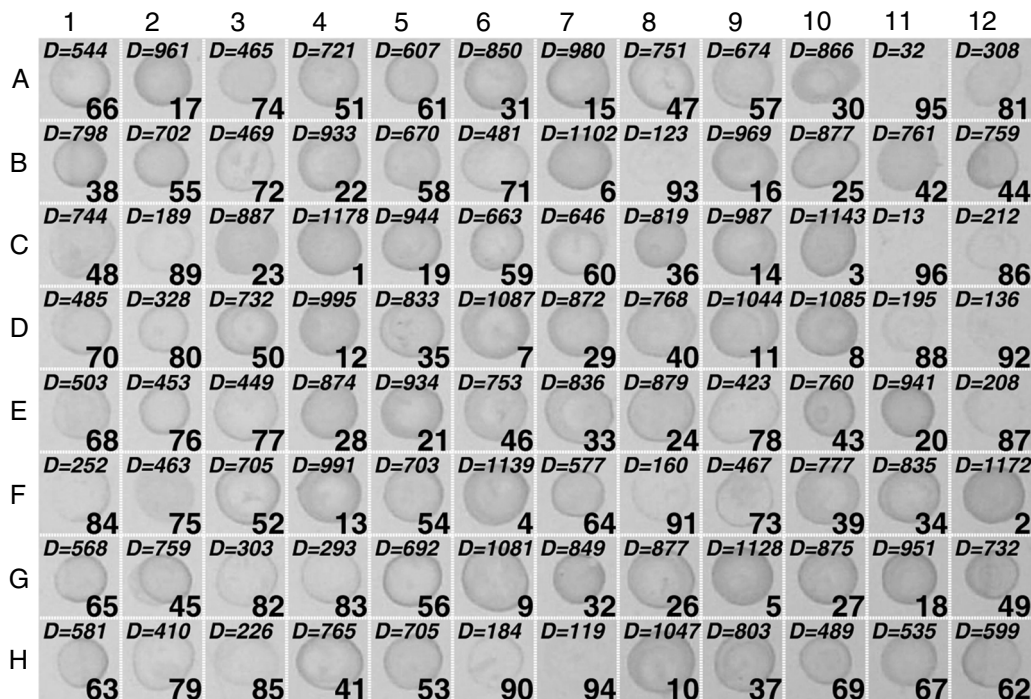 1 2 3 4 5 6 7 8 9 10 11 12
A D=544 D=961 D=465 D=721 D=607 D=850 D=980 D=751 D=674 D=866 D=32 D=308
66 17 74 51 61 31 15 47 57 30 95 81
B D=798 D=702 D=469 D=933 D=670 D=481 D=1102 D=123 D=969 D=877 D=761 D=759
38 55 72 22 58 71 6 93 16 25 42 44
C D=744 D=189 D=887 D=1178 D=944 D=663 D=646 D=819 D=987 D=1143 D=13 D=212
48 89 23 1 19 59 60 36 14 3 96 86
D D=485 D=328 D=732 D=995 D=833 D=1087 D=872 D=768 D=1044 D=1085 D=195 D=136
70 80 50 12 35 7 29 40 11 8 88 92
E D=503 D=453 D=449 D=874 D=934 D=753 D=836 D=879 D=423 D=760 D=941 D=208
68 76 77 28 21 46 33 24 78 43 20 87
F D=252 D=463 D=705 D=991 D=703 D=1139 D=577 D=160 D=467 D=777 D=835 D=1172
84 75 52 13 54 4 64 91 73 39 34 2
G D=568 D=759 D=303 D=293 D=692 D=1081 D=849 D=877 D=1128 D=875 D=951 D=732
65 45 82 83 56 9 32 26 5 27 18 49
H D=581 D=410 D=226 D=765 D=705 D=184 D=119 D=1047 D=803 D=489 D=535 D=599
63 79 85 41 53 90 94 10 37 69 67 62